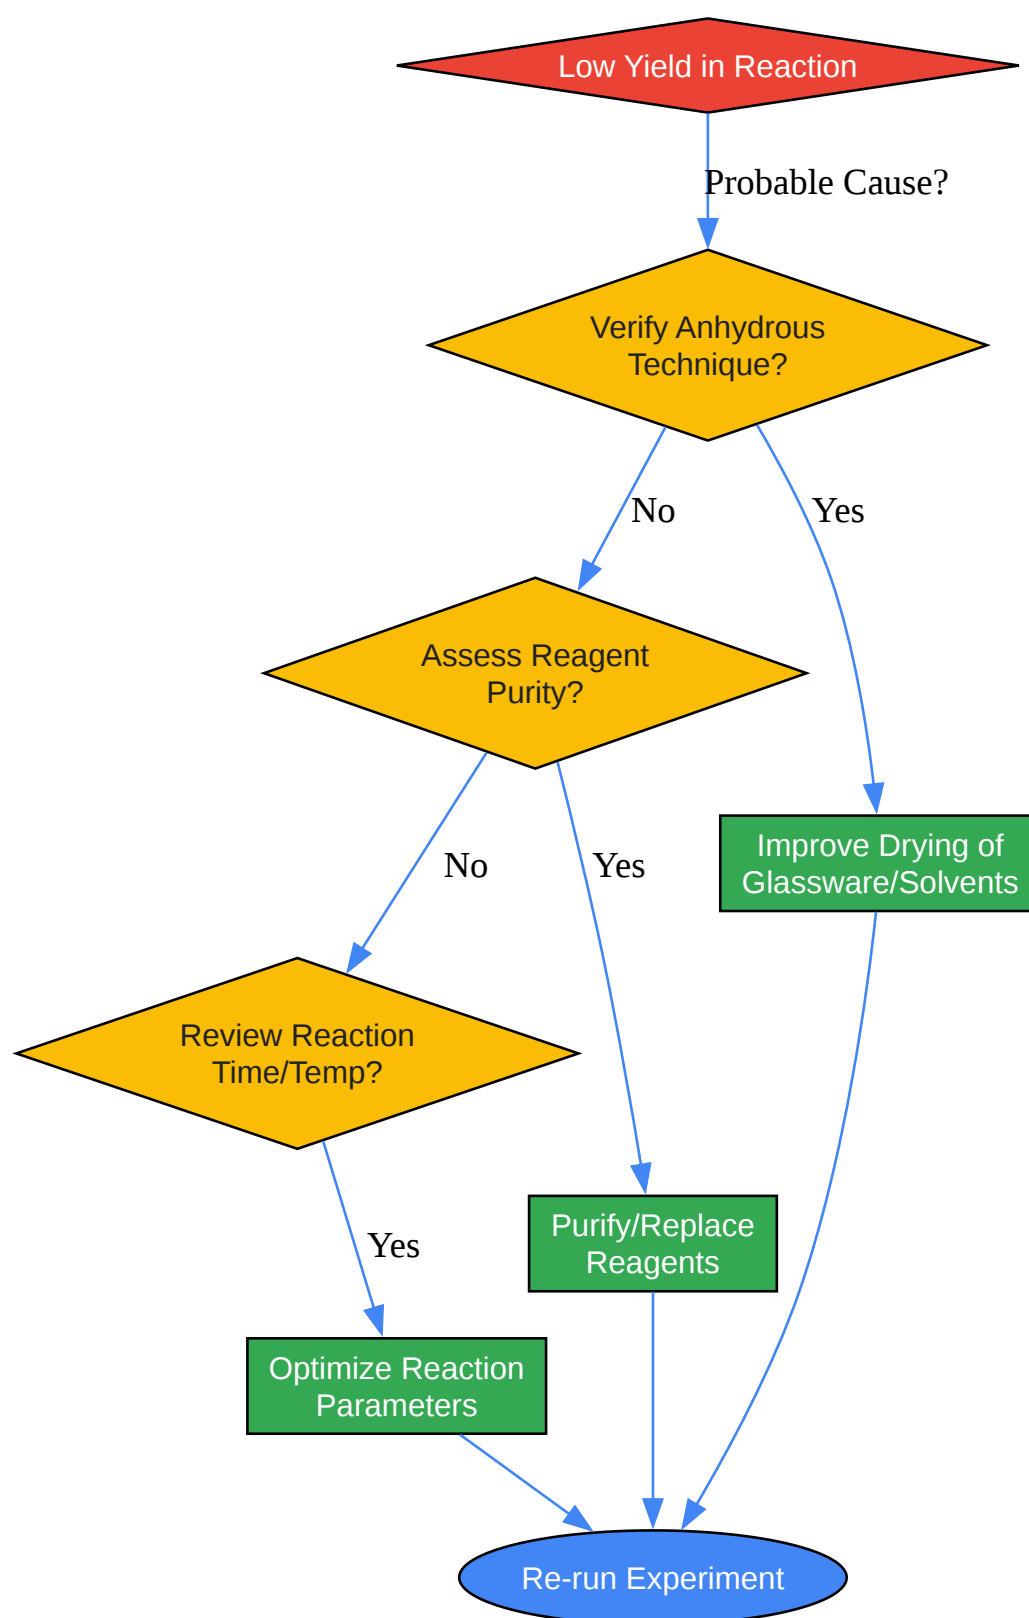 Low Yield in Reaction
Probable Cause?
Verify Anhydrous
Technique?
No
Yes
Assess Reagent
Purity?
No
Yes
Improve Drying of
Glassware/Solvents
Review Reaction
Time/Temp?
Yes
Purify/Replace
Reagents
Optimize Reaction
Parameters
Re-run Experiment